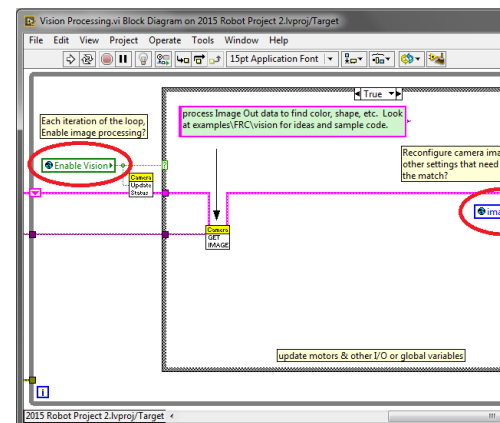 Vision Processing.vi Block Diagram on 2015 Robot Project 2.lvproj/Target
File Edit View Project Operate Tools Window Help
15pt Application Font
True
process Image Out data to find color, shape, etc. Look
at examples\FRC\vision for ideas and sample code.
Each iteration of the loop,
Enable image processing?
Reconfigure camera ima
other settings that need
the match?
Enable Vision
Camera
Update
Status
ima
Camera
GET
IMAGE
update motors & other I/O or global variables
i
2015 Robot Project 2.lvproj/Target